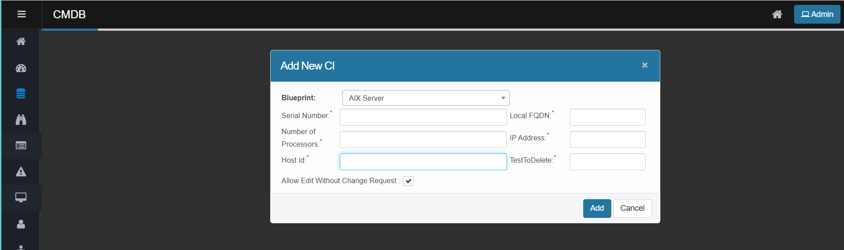 CMDB
Admin
Add New CI
×
Blueprint: AIX Server
Serial Number:* Local FQDN:*
Number of Processors:* IP Address:*
Host Id:* TestToDelete:*
Allow Edit Without Change Request :
Add Cancel